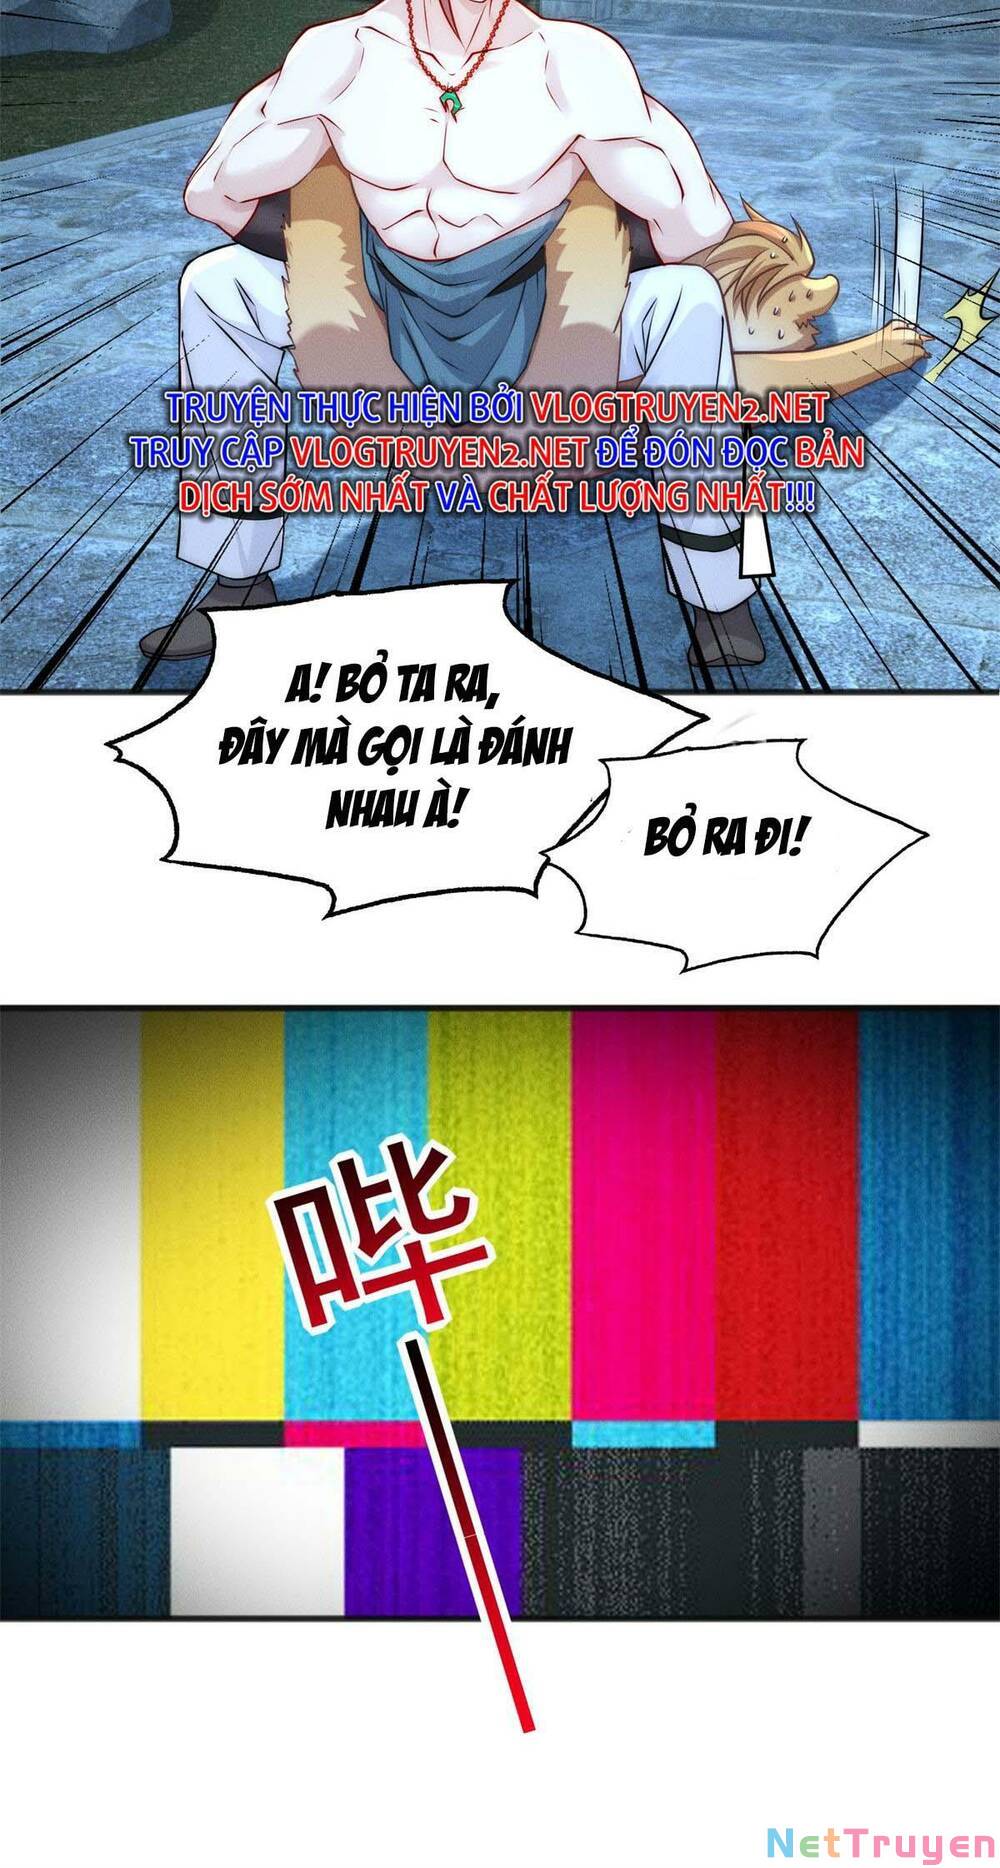 TRUYỆN THỰC HIỆN BỞI VLOGTRUYEN2.NET
TRUY CẬP VLOGTRUYEN2.NET ĐỂ ĐÓN ĐỌC BẢN
DỊCH SỚM NHẤT VÀ CHẤT LƯỢNG NHẤT!!!
A! BỎ TA RA,
ĐÂY MÀ GỌI LÀ ĐÁNH
NHAU À!
BỎ RA ĐI!
哔—
NetTruyen